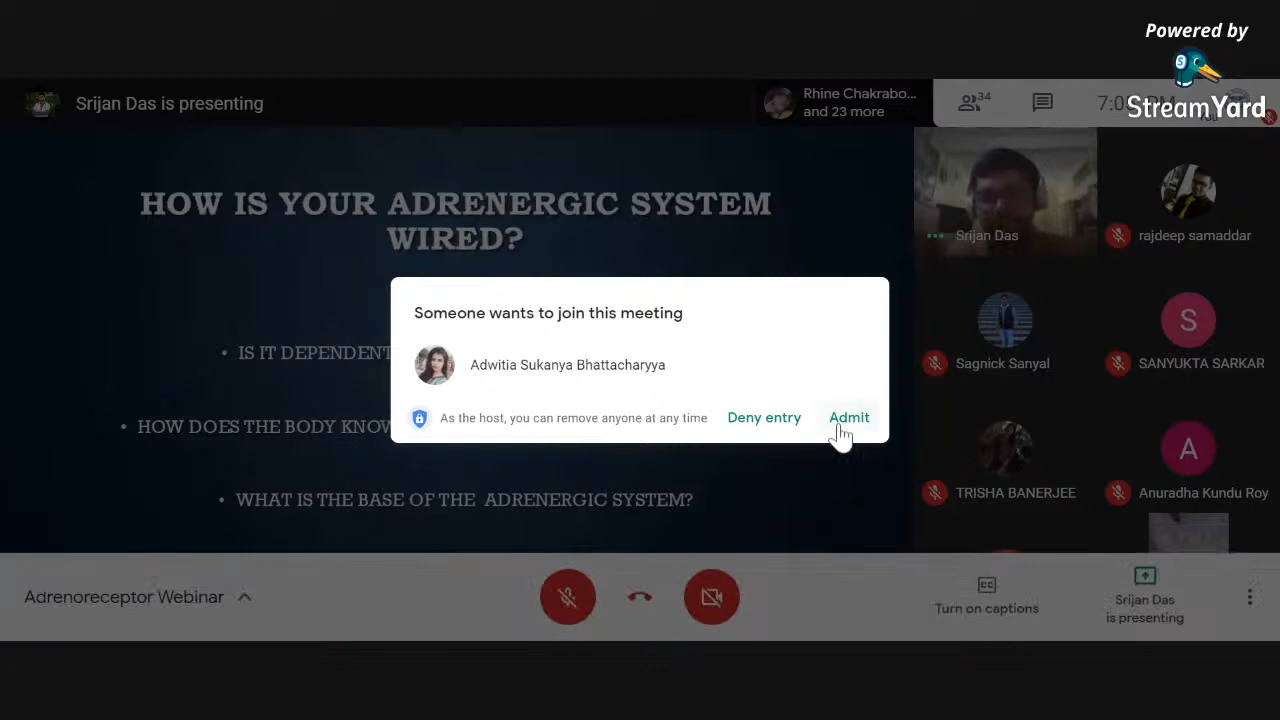 Powered by
StreamYard
Srijan Das is presenting
Rhine Chakrabo...
and 23 more
34
You
HOW IS YOUR ADRENERGIC SYSTEM
WIRED?
Srijan Das
rajdeep samaddar
Someone wants to join this meeting
• IS IT DEPENDENT
Adwitia Sukanya Bhattacharyya
S
Sagnick Sanyal
SANYUKTA SARKAR
As the host, you can remove anyone at any time
Deny entry
Admit
• HOW DOES THE BODY KNOW
A
• WHAT IS THE BASE OF THE ADRENERGIC SYSTEM?
TRISHA BANERJEE
Anuradha Kundu Roy
Adrenoreceptor Webinar
CC
Turn on captions
Srijan Das
is presenting